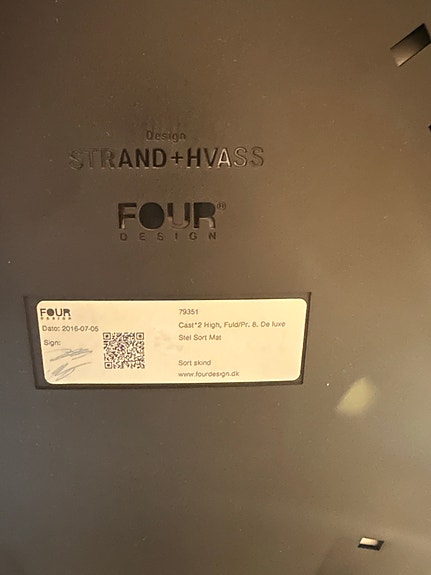 Design
STRAND+HVASS
FOUR®
DESIGN
FOUR
DESIGN
Dato: 2016-07-05
Sign:
79351
Cast*2 High, Fuld/Pr. B. De luxe
Stel Sort Mat
Sort skind
www.fourdesign.dk